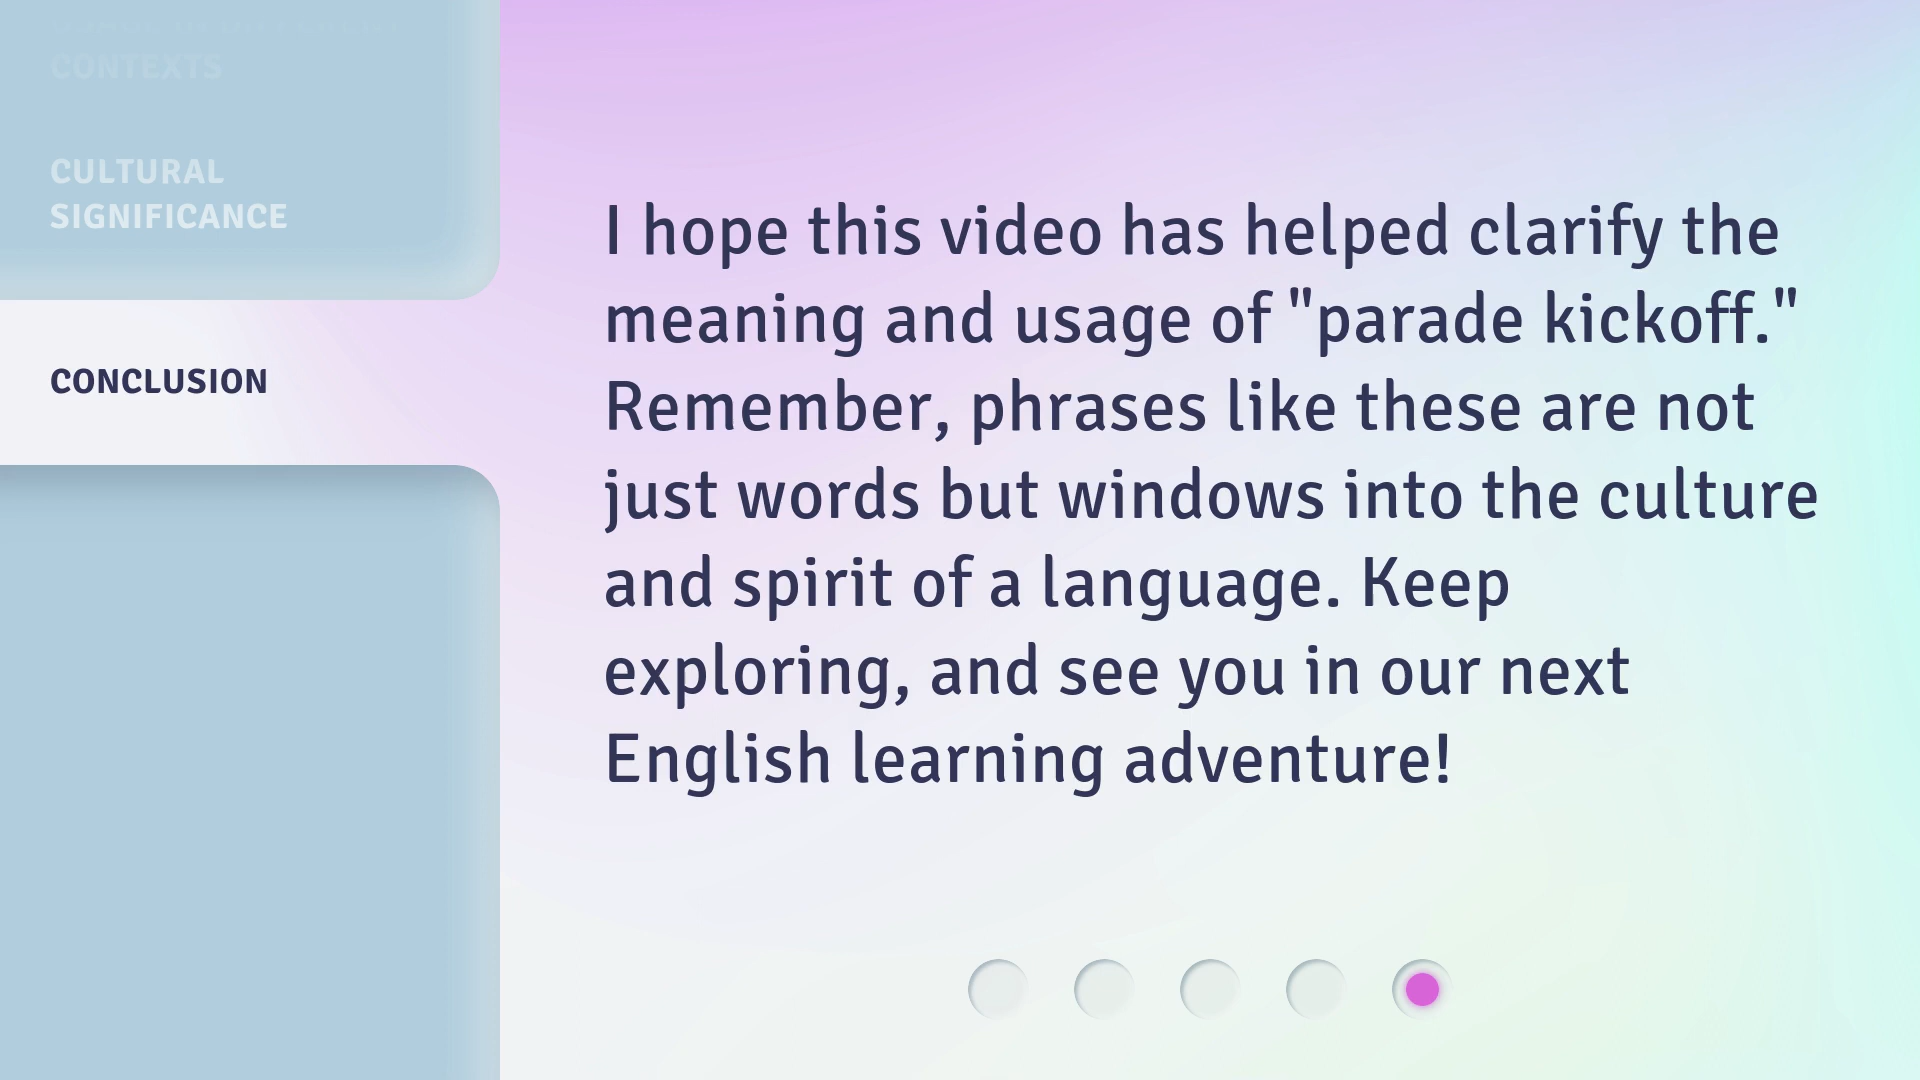 CONTEXTS
CULTURAL
SIGNIFICANCE
CONCLUSION
I hope this video has helped clarify the
meaning and usage of "parade kickoff."
Remember, phrases like these are not
just words but windows into the culture
and spirit of a language. Keep
exploring, and see you in our next
English learning adventure!